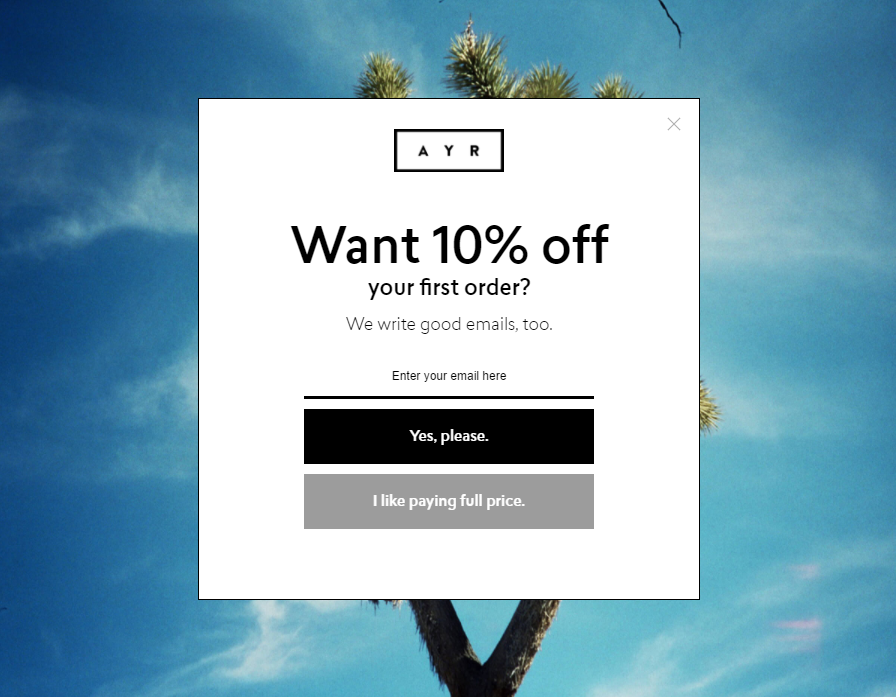 AYR
Want 10% off
your first order?
We write good emails, too.
Enter your email here
Yes, please.
I like paying full price.